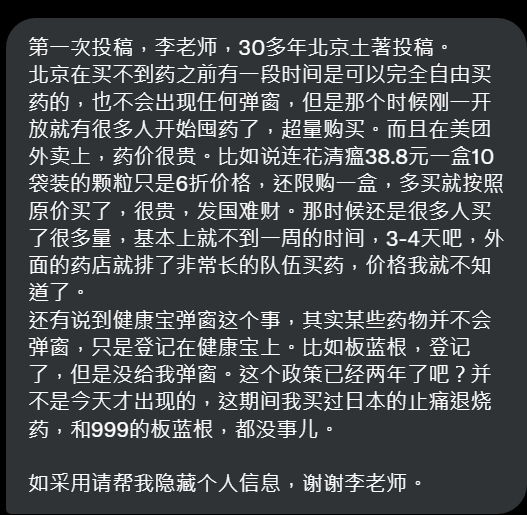 第一次投稿，李老师，30多年北京土著投稿。
北京在买不到药之前有一段时间是可以完全自由买
药的，也不会出现任何弹窗，但是那个时候刚一开
放就有很多人开始囤药了，超量购买。而且在美团
外卖上，药价很贵。比如说连花清瘟38.8元一盒10
袋装的颗粒只是6折价格，还限购一盒，多买就按照
原价买了，很贵，发国难财。那时候还是很多人买
了很多量，基本上就不到一周的时间，3-4天吧，外
面的药店就排了非常长的队伍买药，价格我就不知
道了。
还有说到健康宝弹窗这个事，其实某些药物并不会
弹窗，只是登记在健康宝上。比如板蓝根，登记
了，但是没给我弹窗。这个政策已经两年了吧？并
不是今天才出现的，这期间我买过日本的止痛退烧
药，和999的板蓝根，都没事儿。
如采用请帮我隐藏个人信息，谢谢李老师。